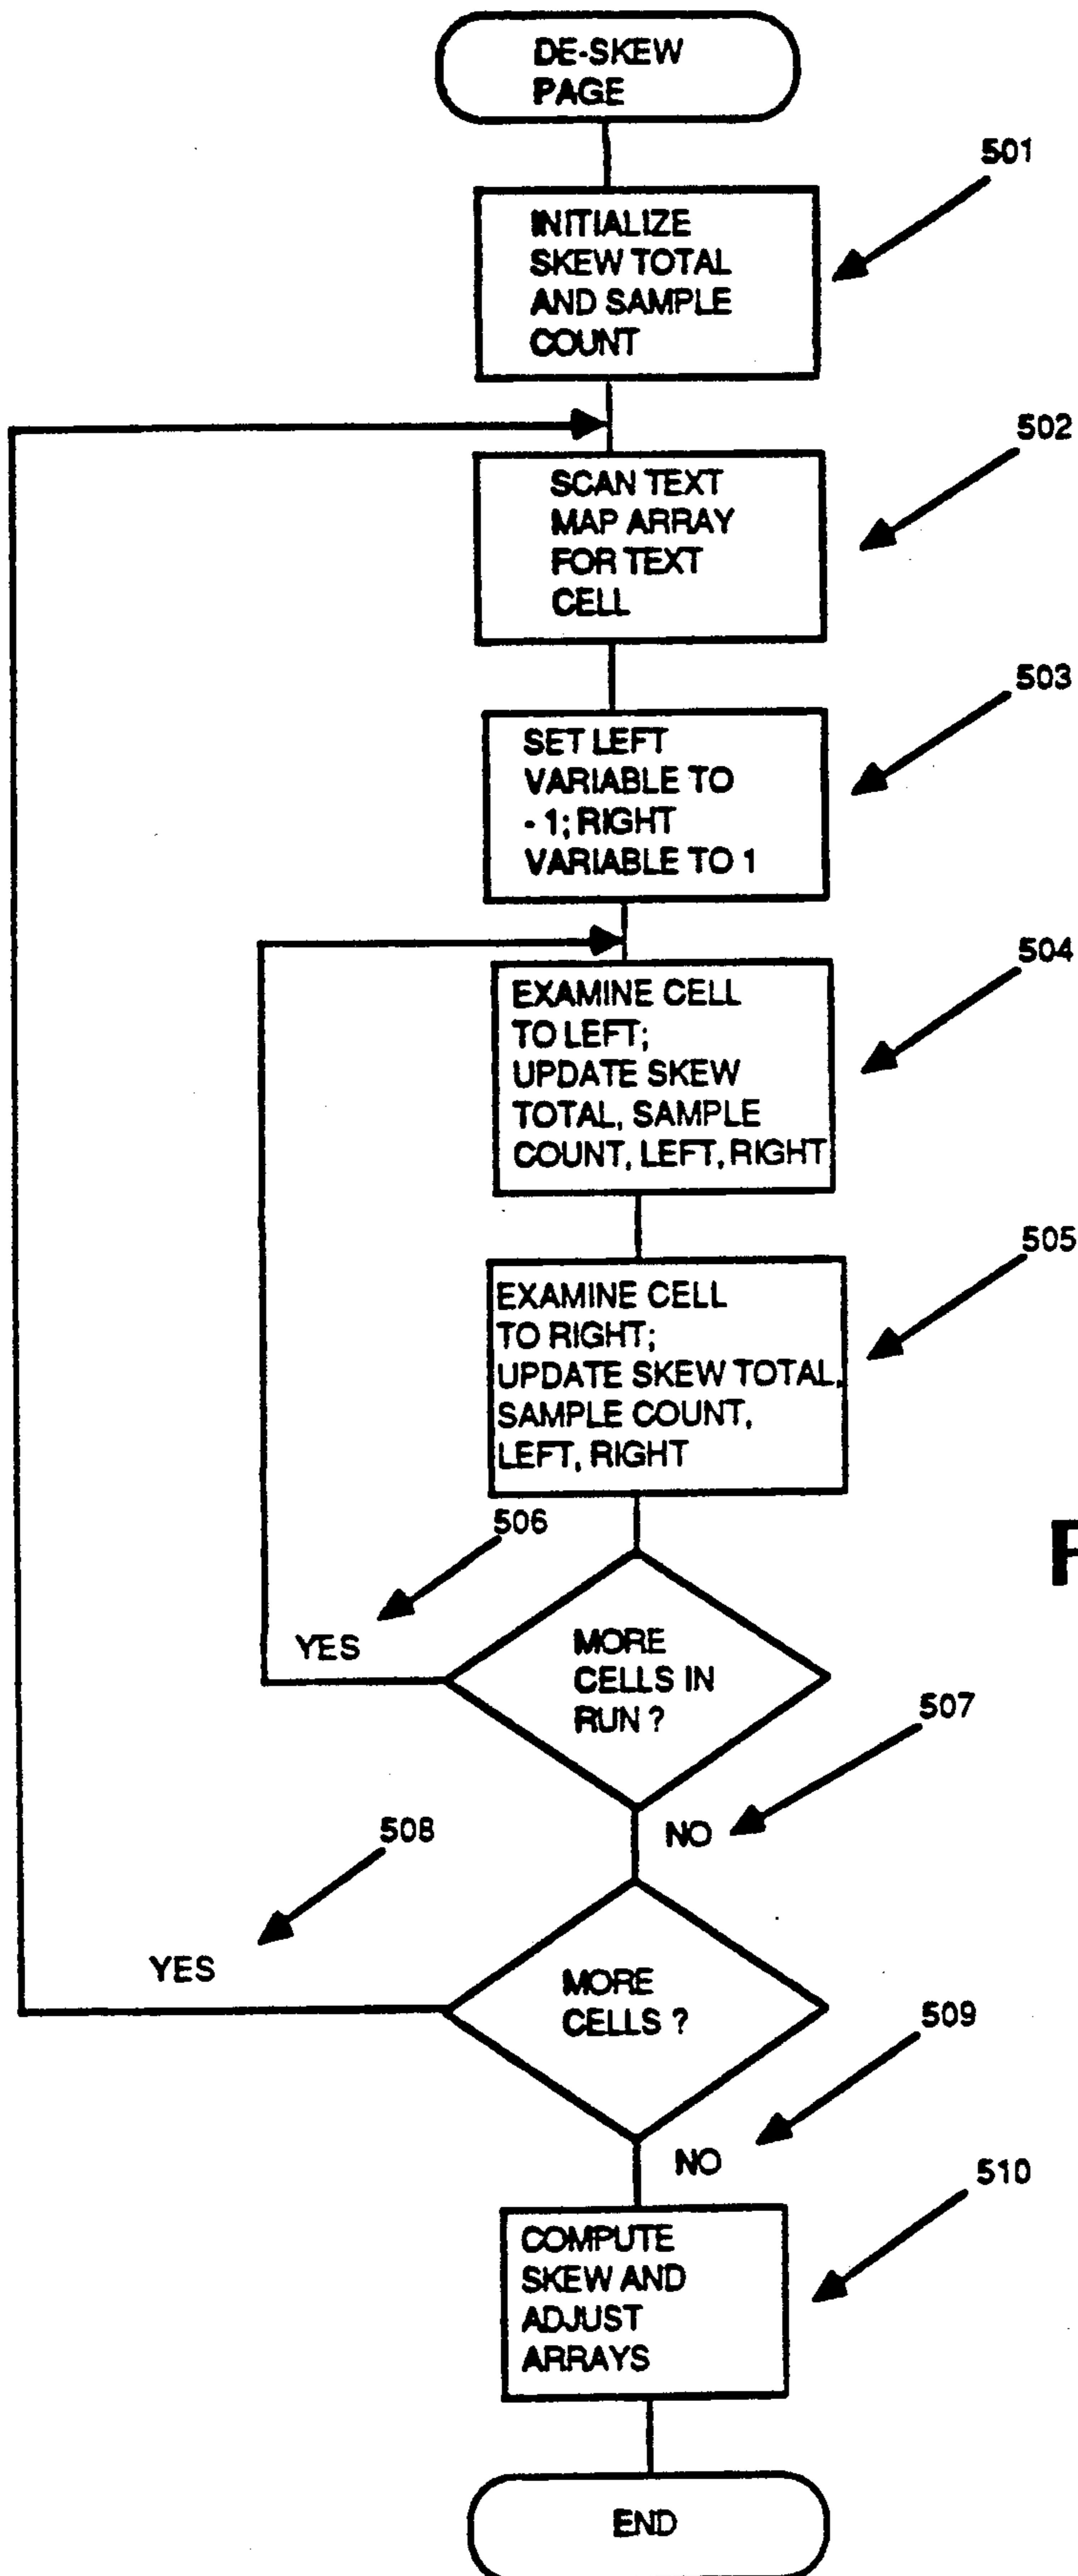 DE-SKEW
PAGE
501
INITIALIZE
SKEW TOTAL
AND SAMPLE
COUNT
502
SCAN TEXT
MAP ARRAY
FOR TEXT
CELL
503
SET LEFT
VARIABLE TO
- 1; RIGHT
VARIABLE TO 1
504
EXAMINE CELL
TO LEFT;
UPDATE SKEW
TOTAL, SAMPLE
COUNT, LEFT, RIGHT
505
EXAMINE CELL
TO RIGHT;
UPDATE SKEW TOTAL,
SAMPLE COUNT,
LEFT, RIGHT
506
YES
MORE
CELLS IN
RUN ?
507
NO
508
YES
MORE
CELLS ?
509
NO
510
COMPUTE
SKEW AND
ADJUST
ARRAYS
END